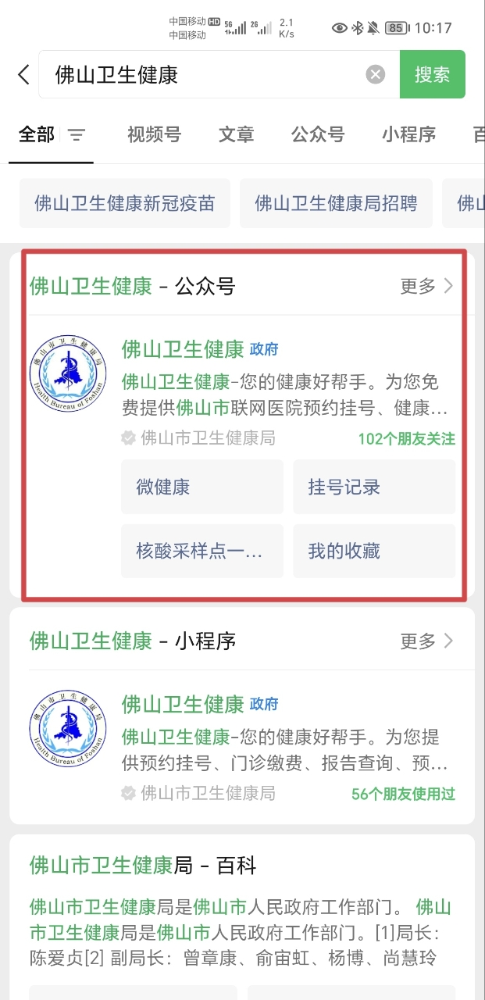 中国移动 HD 5G 2G 2.1 K/s 85 10:17
中国移动
佛山卫生健康 搜索
全部 视频号 文章 公众号 小程序
佛山卫生健康新冠疫苗 佛山卫生健康局招聘 佛山
佛山卫生健康 - 公众号 更多
佛山市卫生健康局
Health Bureau of Foshan
佛山卫生健康 政府
佛山卫生健康-您的健康好帮手。为您免
费提供佛山市联网医院预约挂号、健康...
佛山市卫生健康局 102个朋友关注
微健康 挂号记录
核酸采样点一... 我的收藏
佛山卫生健康 - 小程序 更多
佛山市卫生健康局
Health Bureau of Foshan
佛山卫生健康 政府
佛山卫生健康-您的健康好帮手。为您提
供预约挂号、门诊缴费、报告查询、预...
佛山市卫生健康局 56个朋友使用过
佛山市卫生健康局 - 百科
佛山市卫生健康局是佛山市人民政府工作部门。 佛山
市卫生健康局是佛山市人民政府工作部门。[1]局长：
陈爱贞[2] 副局长：曾章康、俞宙虹、杨博、尚慧玲